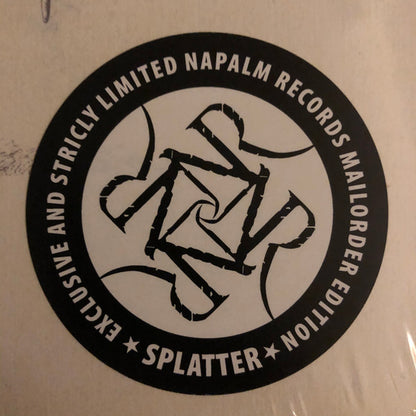 EXCLUSIVE AND STRICLY LIMITED NAPALM RECORDS MAILORDER EDITION
★ SPLATTER ★